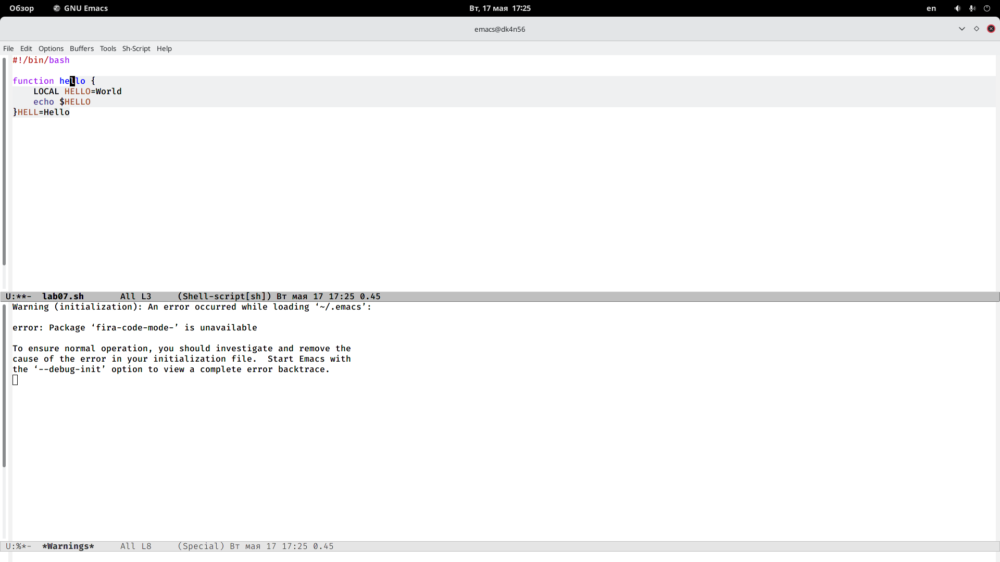 Обзор GNU Emacs Вт, 17 мая 17:25 en
emacs@dk4n56
File Edit Options Buffers Tools Sh-Script Help
#!/bin/bash
function hello {
    LOCAL HELLO=World
    echo $HELLO
}HELL=Hello
U:**-  lab07.sh       All L3     (Shell-script[sh]) Вт мая 17 17:25 0.45
Warning (initialization): An error occurred while loading ‘~/.emacs’:
error: Package ‘fira-code-mode-’ is unavailable
To ensure normal operation, you should investigate and remove the
cause of the error in your initialization file.  Start Emacs with
the ‘--debug-init’ option to view a complete error backtrace.
U:%*-  *Warnings*     All L8     (Special) Вт мая 17 17:25 0.45